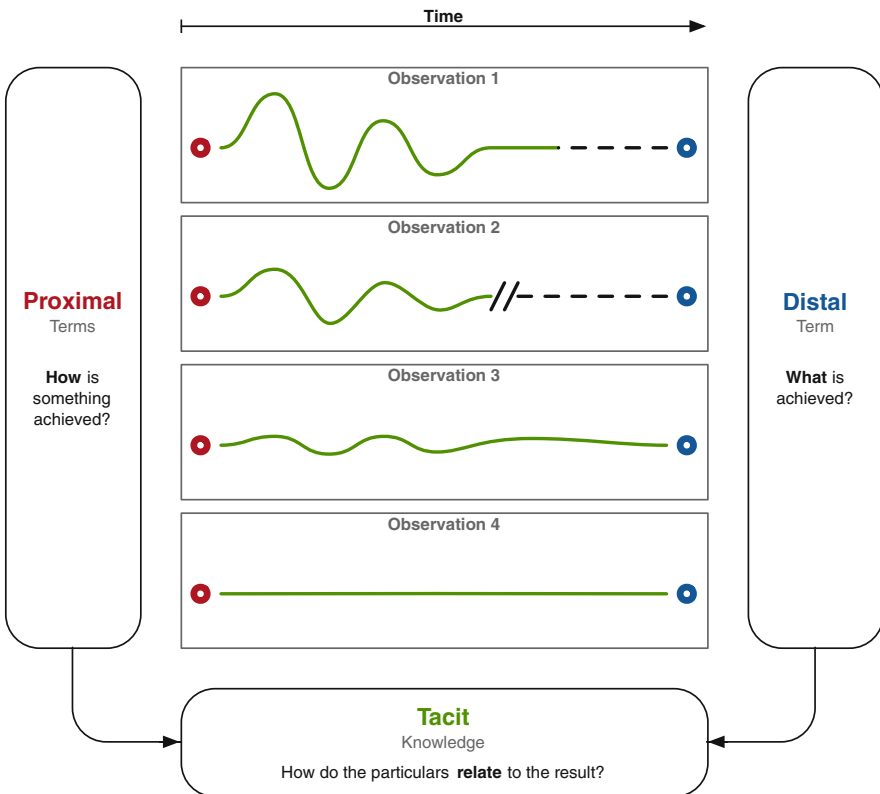 Time
Observation 1
Observation 2
Observation 3
Observation 4
Proximal
Terms
How is
something
achieved?
Distal
Term
What is
achieved?
Tacit
Knowledge
How do the particulars relate to the result?